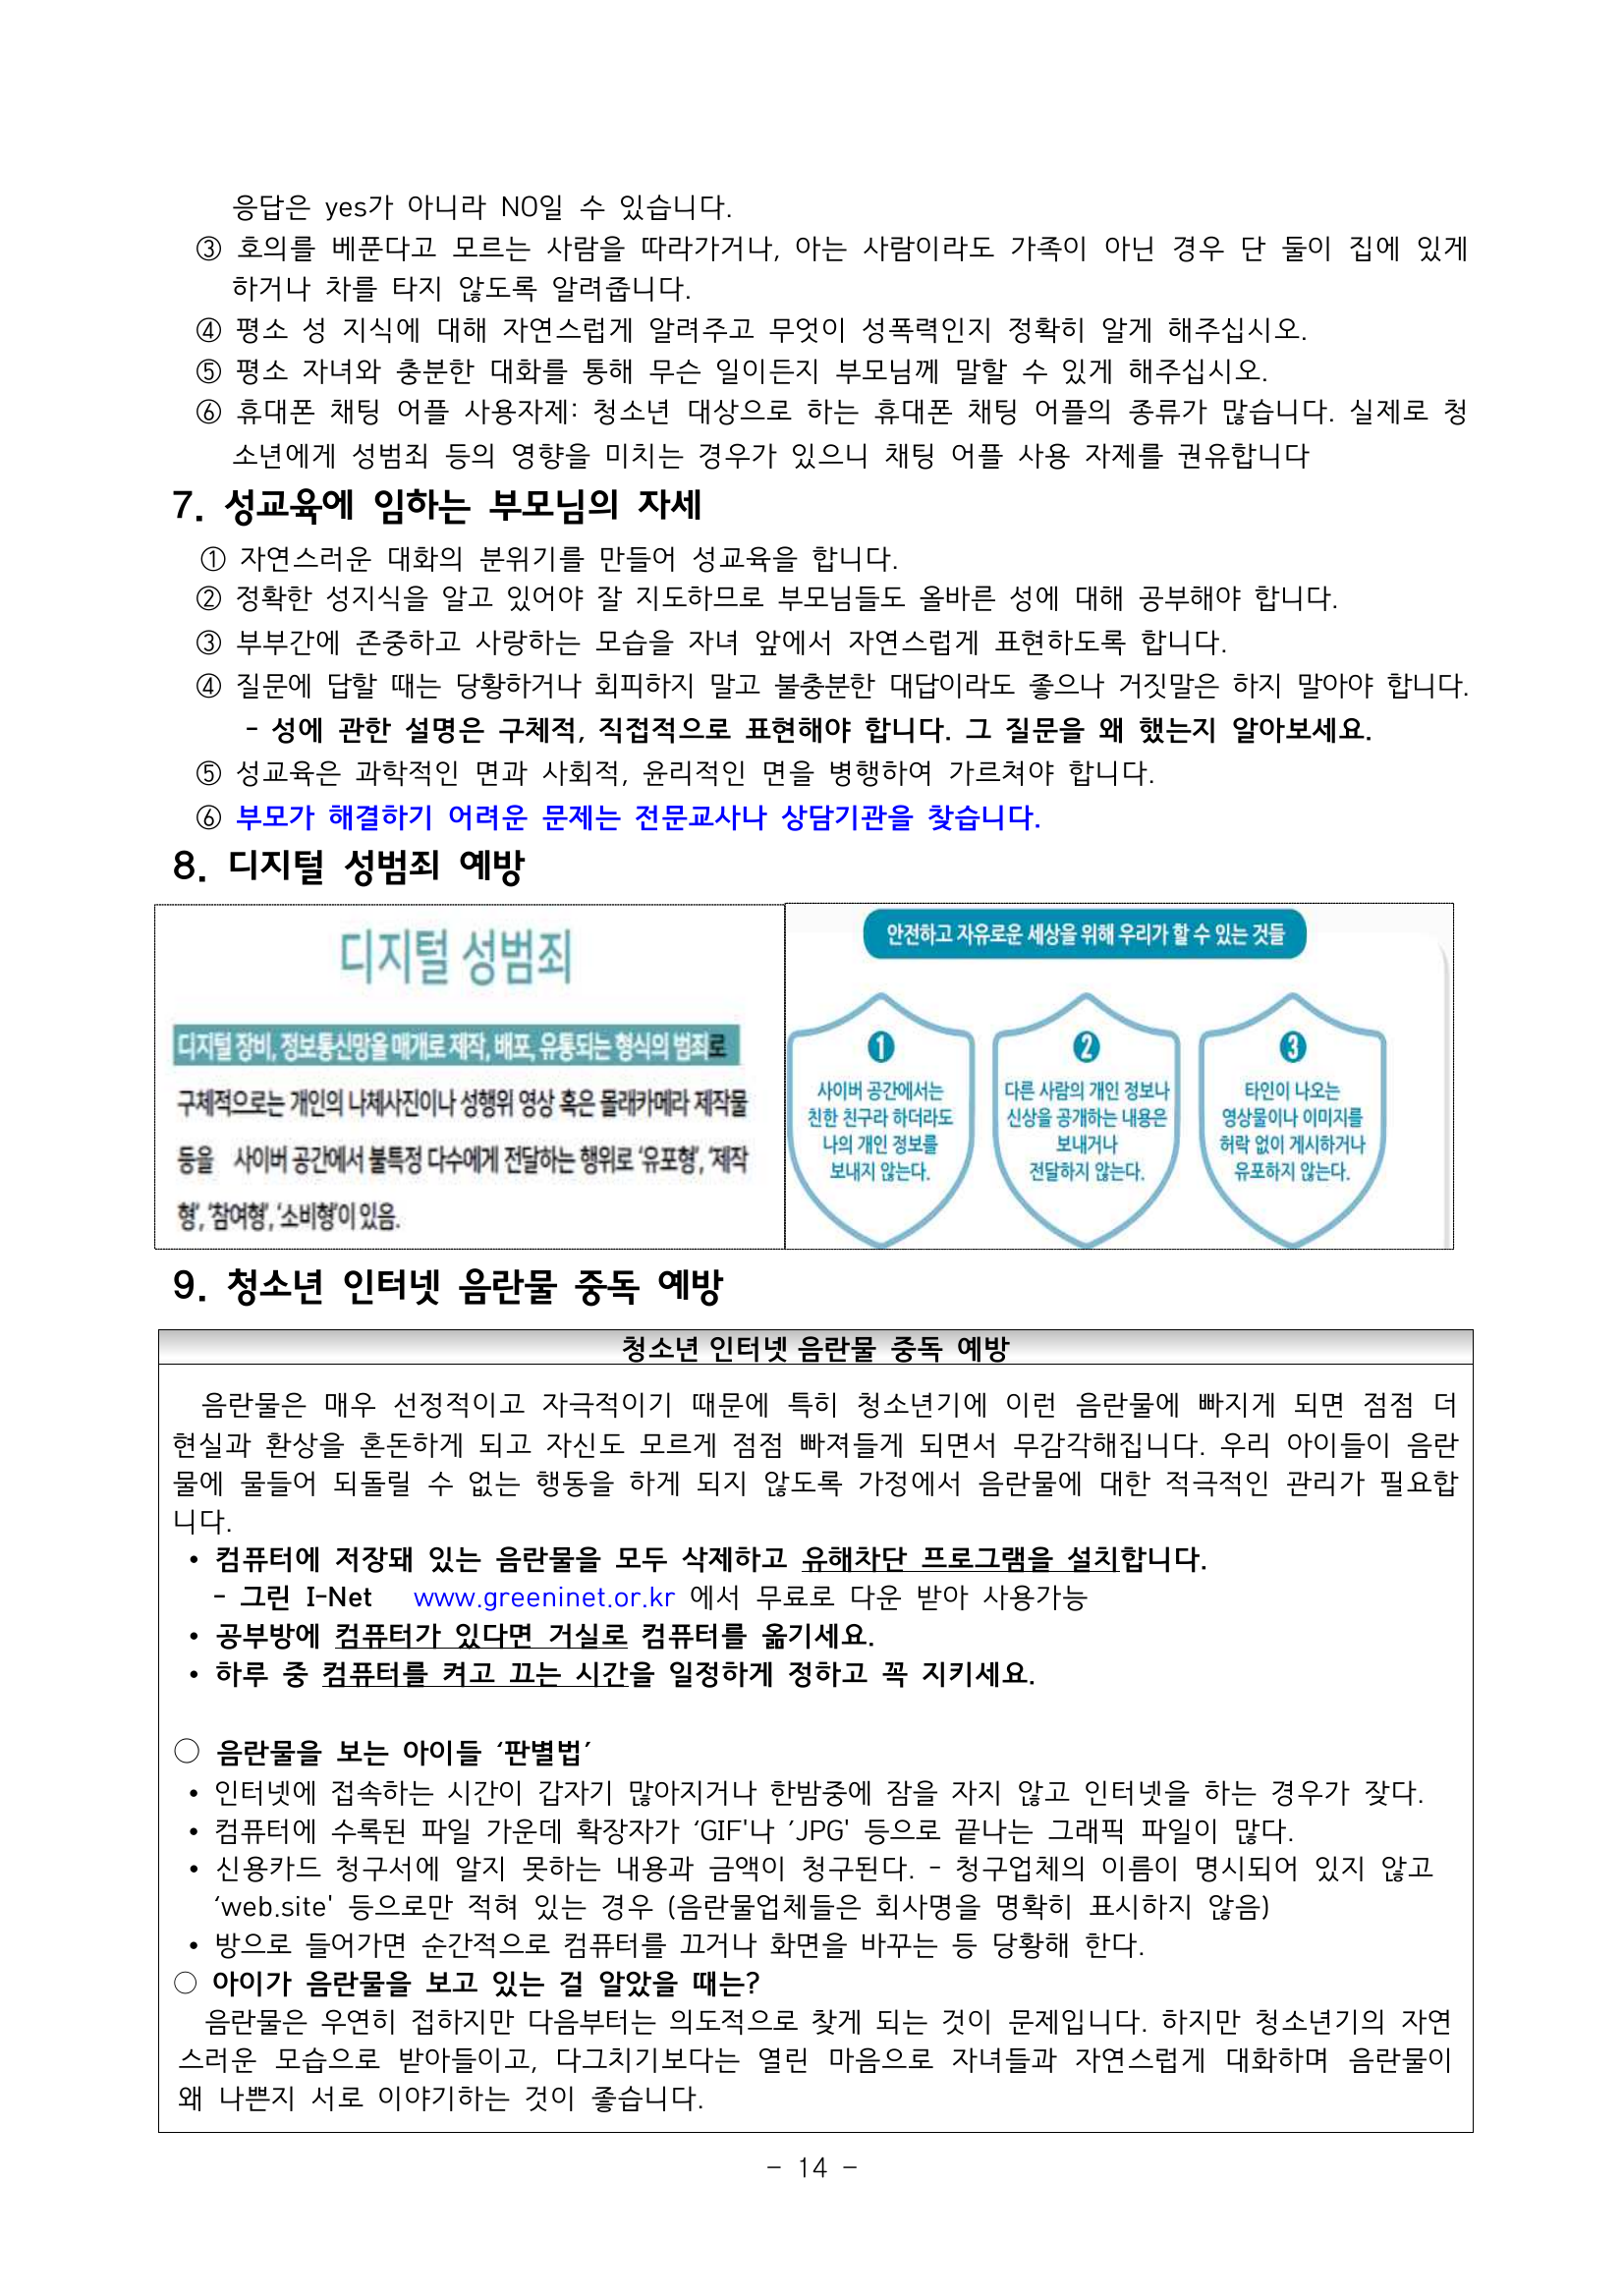 응답은 yes가 아니라 NO일 수 있습니다.
③ 호의를 베푼다고 모르는 사람을 따라가거나, 아는 사람이라도 가족이 아닌 경우 단 둘이 집에 있게
하거나 차를 타지 않도록 알려줍니다.
④ 평소 성 지식에 대해 자연스럽게 알려주고 무엇이 성폭력인지 정확히 알게 해주십시오.
⑤ 평소 자녀와 충분한 대화를 통해 무슨 일이든지 부모님께 말할 수 있게 해주십시오.
⑥ 휴대폰 채팅 어플 사용자제: 청소년 대상으로 하는 휴대폰 채팅 어플의 종류가 많습니다. 실제로 청
소년에게 성범죄 등의 영향을 미치는 경우가 있으니 채팅 어플 사용 자제를 권유합니다
7. 성교육에 임하는 부모님의 자세
① 자연스러운 대화의 분위기를 만들어 성교육을 합니다.
② 정확한 성지식을 알고 있어야 잘 지도하므로 부모님들도 올바른 성에 대해 공부해야 합니다.
③ 부부간에 존중하고 사랑하는 모습을 자녀 앞에서 자연스럽게 표현하도록 합니다.
④ 질문에 답할 때는 당황하거나 회피하지 말고 불충분한 대답이라도 좋으나 거짓말은 하지 말아야 합니다.
- 성에 관한 설명은 구체적, 직접적으로 표현해야 합니다. 그 질문을 왜 했는지 알아보세요.
⑤ 성교육은 과학적인 면과 사회적, 윤리적인 면을 병행하여 가르쳐야 합니다.
⑥ 부모가 해결하기 어려운 문제는 전문교사나 상담기관을 찾습니다.
8. 디지털 성범죄 예방
디지털 성범죄
디지털 장비, 정보통신망을 매개로 제작, 배포, 유통되는 형식의 범죄로
구체적으로는 개인의 나체사진이나 성행위 영상 혹은 몰래카메라 제작물
등을 사이버 공간에서 불특정 다수에게 전달하는 행위로 '유포형', '제작
형', '참여형', '소비형'이 있음.
안전하고 자유로운 세상을 위해 우리가 할 수 있는 것들
1
사이버 공간에서는
친한 친구라 하더라도
나의 개인 정보를
보내지 않는다.
2
다른 사람의 개인 정보나
신상을 공개하는 내용은
보내거나
전달하지 않는다.
3
타인이 나오는
영상물이나 이미지를
허락 없이 게시하거나
유포하지 않는다.
9. 청소년 인터넷 음란물 중독 예방
청소년 인터넷 음란물 중독 예방
음란물은 매우 선정적이고 자극적이기 때문에 특히 청소년기에 이런 음란물에 빠지게 되면 점점 더
현실과 환상을 혼돈하게 되고 자신도 모르게 점점 빠져들게 되면서 무감각해집니다. 우리 아이들이 음란
물에 물들어 되돌릴 수 없는 행동을 하게 되지 않도록 가정에서 음란물에 대한 적극적인 관리가 필요합
니다.
• 컴퓨터에 저장돼 있는 음란물을 모두 삭제하고 유해차단 프로그램을 설치합니다.
- 그린 I-Net www.greeninet.or.kr 에서 무료로 다운 받아 사용가능
• 공부방에 컴퓨터가 있다면 거실로 컴퓨터를 옮기세요.
• 하루 중 컴퓨터를 켜고 끄는 시간을 일정하게 정하고 꼭 지키세요.
○ 음란물을 보는 아이들 ‘판별법′
• 인터넷에 접속하는 시간이 갑자기 많아지거나 한밤중에 잠을 자지 않고 인터넷을 하는 경우가 잦다.
• 컴퓨터에 수록된 파일 가운데 확장자가 ‘GIF'나 ′JPG' 등으로 끝나는 그래픽 파일이 많다.
• 신용카드 청구서에 알지 못하는 내용과 금액이 청구된다. - 청구업체의 이름이 명시되어 있지 않고
‘web.site' 등으로만 적혀 있는 경우 (음란물업체들은 회사명을 명확히 표시하지 않음)
• 방으로 들어가면 순간적으로 컴퓨터를 끄거나 화면을 바꾸는 등 당황해 한다.
○ 아이가 음란물을 보고 있는 걸 알았을 때는?
음란물은 우연히 접하지만 다음부터는 의도적으로 찾게 되는 것이 문제입니다. 하지만 청소년기의 자연
스러운 모습으로 받아들이고, 다그치기보다는 열린 마음으로 자녀들과 자연스럽게 대화하며 음란물이
왜 나쁜지 서로 이야기하는 것이 좋습니다.
- 14 -